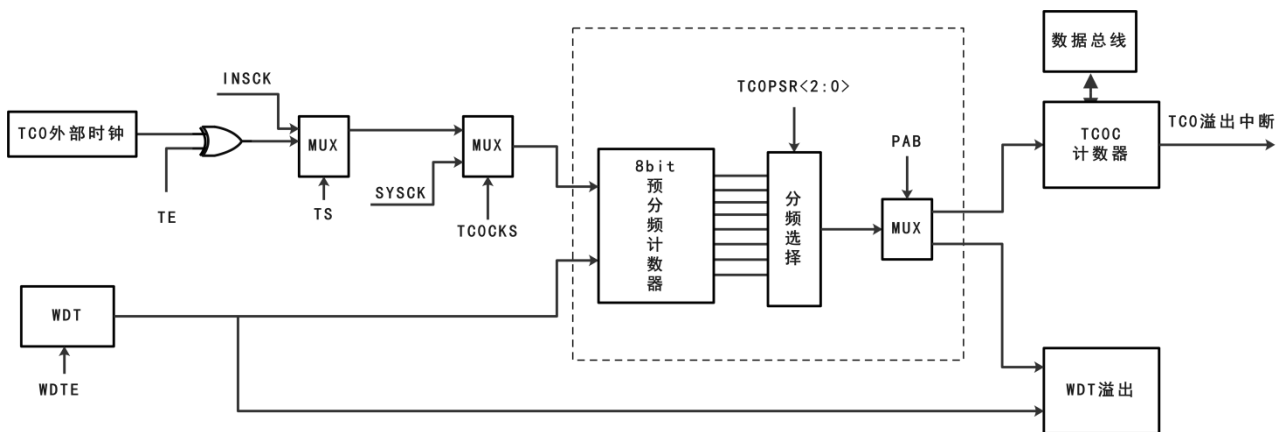 数据总线
INSCK
TC0PSR<2:0>
TC0外部时钟
MUX
MUX
TC0C
计数器
TC0溢出中断
PAB
8bit
预
分
频
计
数
器
分
频
选
择
SYSCK
TE
TS
TC0CKS
MUX
WDT
WDTE
WDT溢出